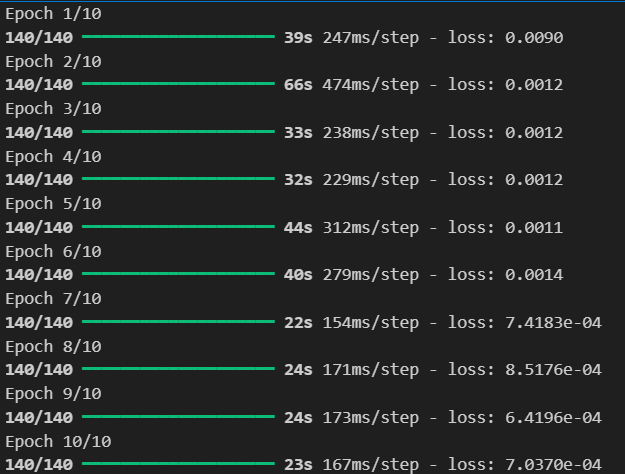 Epoch 1/10
140/140 39s 247ms/step - loss: 0.0090
Epoch 2/10
140/140 66s 474ms/step - loss: 0.0012
Epoch 3/10
140/140 33s 238ms/step - loss: 0.0012
Epoch 4/10
140/140 32s 229ms/step - loss: 0.0012
Epoch 5/10
140/140 44s 312ms/step - loss: 0.0011
Epoch 6/10
140/140 40s 279ms/step - loss: 0.0014
Epoch 7/10
140/140 22s 154ms/step - loss: 7.4183e-04
Epoch 8/10
140/140 24s 171ms/step - loss: 8.5176e-04
Epoch 9/10
140/140 24s 173ms/step - loss: 6.4196e-04
Epoch 10/10
140/140 23s 167ms/step - loss: 7.0370e-04